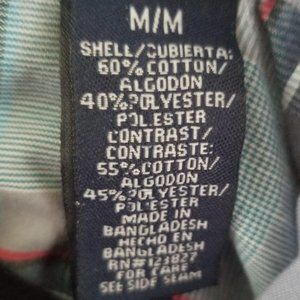 M/M
SHELL/CUBIERTA:
60%COTTON/
ALGODON
40%POLYESTER/
POLIESTER
CONTRAST/
CONTRASTE:
55%COTTON/
ALGODON
45%POLYESTER/
POLIESTER
MADE IN
BANGLADESH
HECHO EN
BANGLADESH
RN#121827
FOR CARE
SEE SIDE SEAM